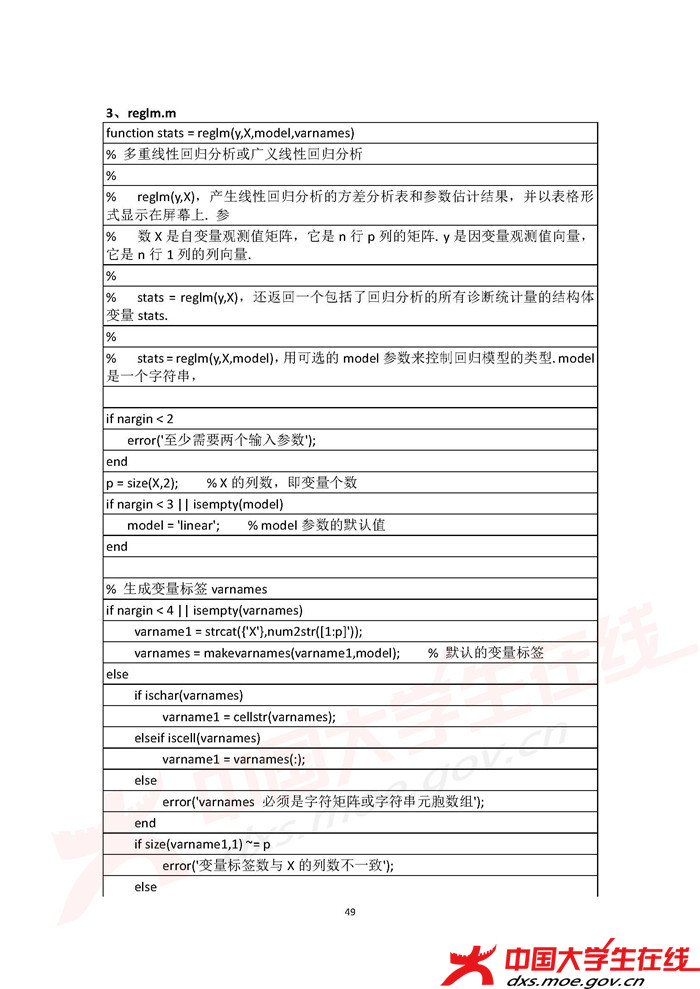 3、reglm.m
function stats = reglm(y,X,model,varnames)
% 多重线性回归分析或广义线性回归分析
%
% reglm(y,X)，产生线性回归分析的方差分析表和参数估计结果，并以表格形
式显示在屏幕上. 参
% 数 X 是自变量观测值矩阵，它是 n 行 p 列的矩阵. y 是因变量观测值向量，
它是 n 行 1 列的列向量.
%
% stats = reglm(y,X)，还返回一个包括了回归分析的所有诊断统计量的结构体
变量 stats.
%
% stats = reglm(y,X,model)，用可选的 model 参数来控制回归模型的类型. model
是一个字符串，
if nargin < 2
error('至少需要两个输入参数');
end
p = size(X,2); % X 的列数，即变量个数
if nargin < 3 || isempty(model)
model = 'linear'; % model 参数的默认值
end
% 生成变量标签 varnames
if nargin < 4 || isempty(varnames)
varname1 = strcat({'X'},num2str([1:p]'));
varnames = makevarnames(varname1,model); % 默认的变量标签
else
if ischar(varnames)
varname1 = cellstr(varnames);
elseif iscell(varnames)
varname1 = varnames(:);
else
error('varnames 必须是字符矩阵或字符串元胞数组');
end
if size(varname1,1) ~= p
error('变量标签数与 X 的列数不一致');
else
49
中国大学生在线
dxs.moe.gov.cn
中国大学生在线
dxs.moe.gov.cn